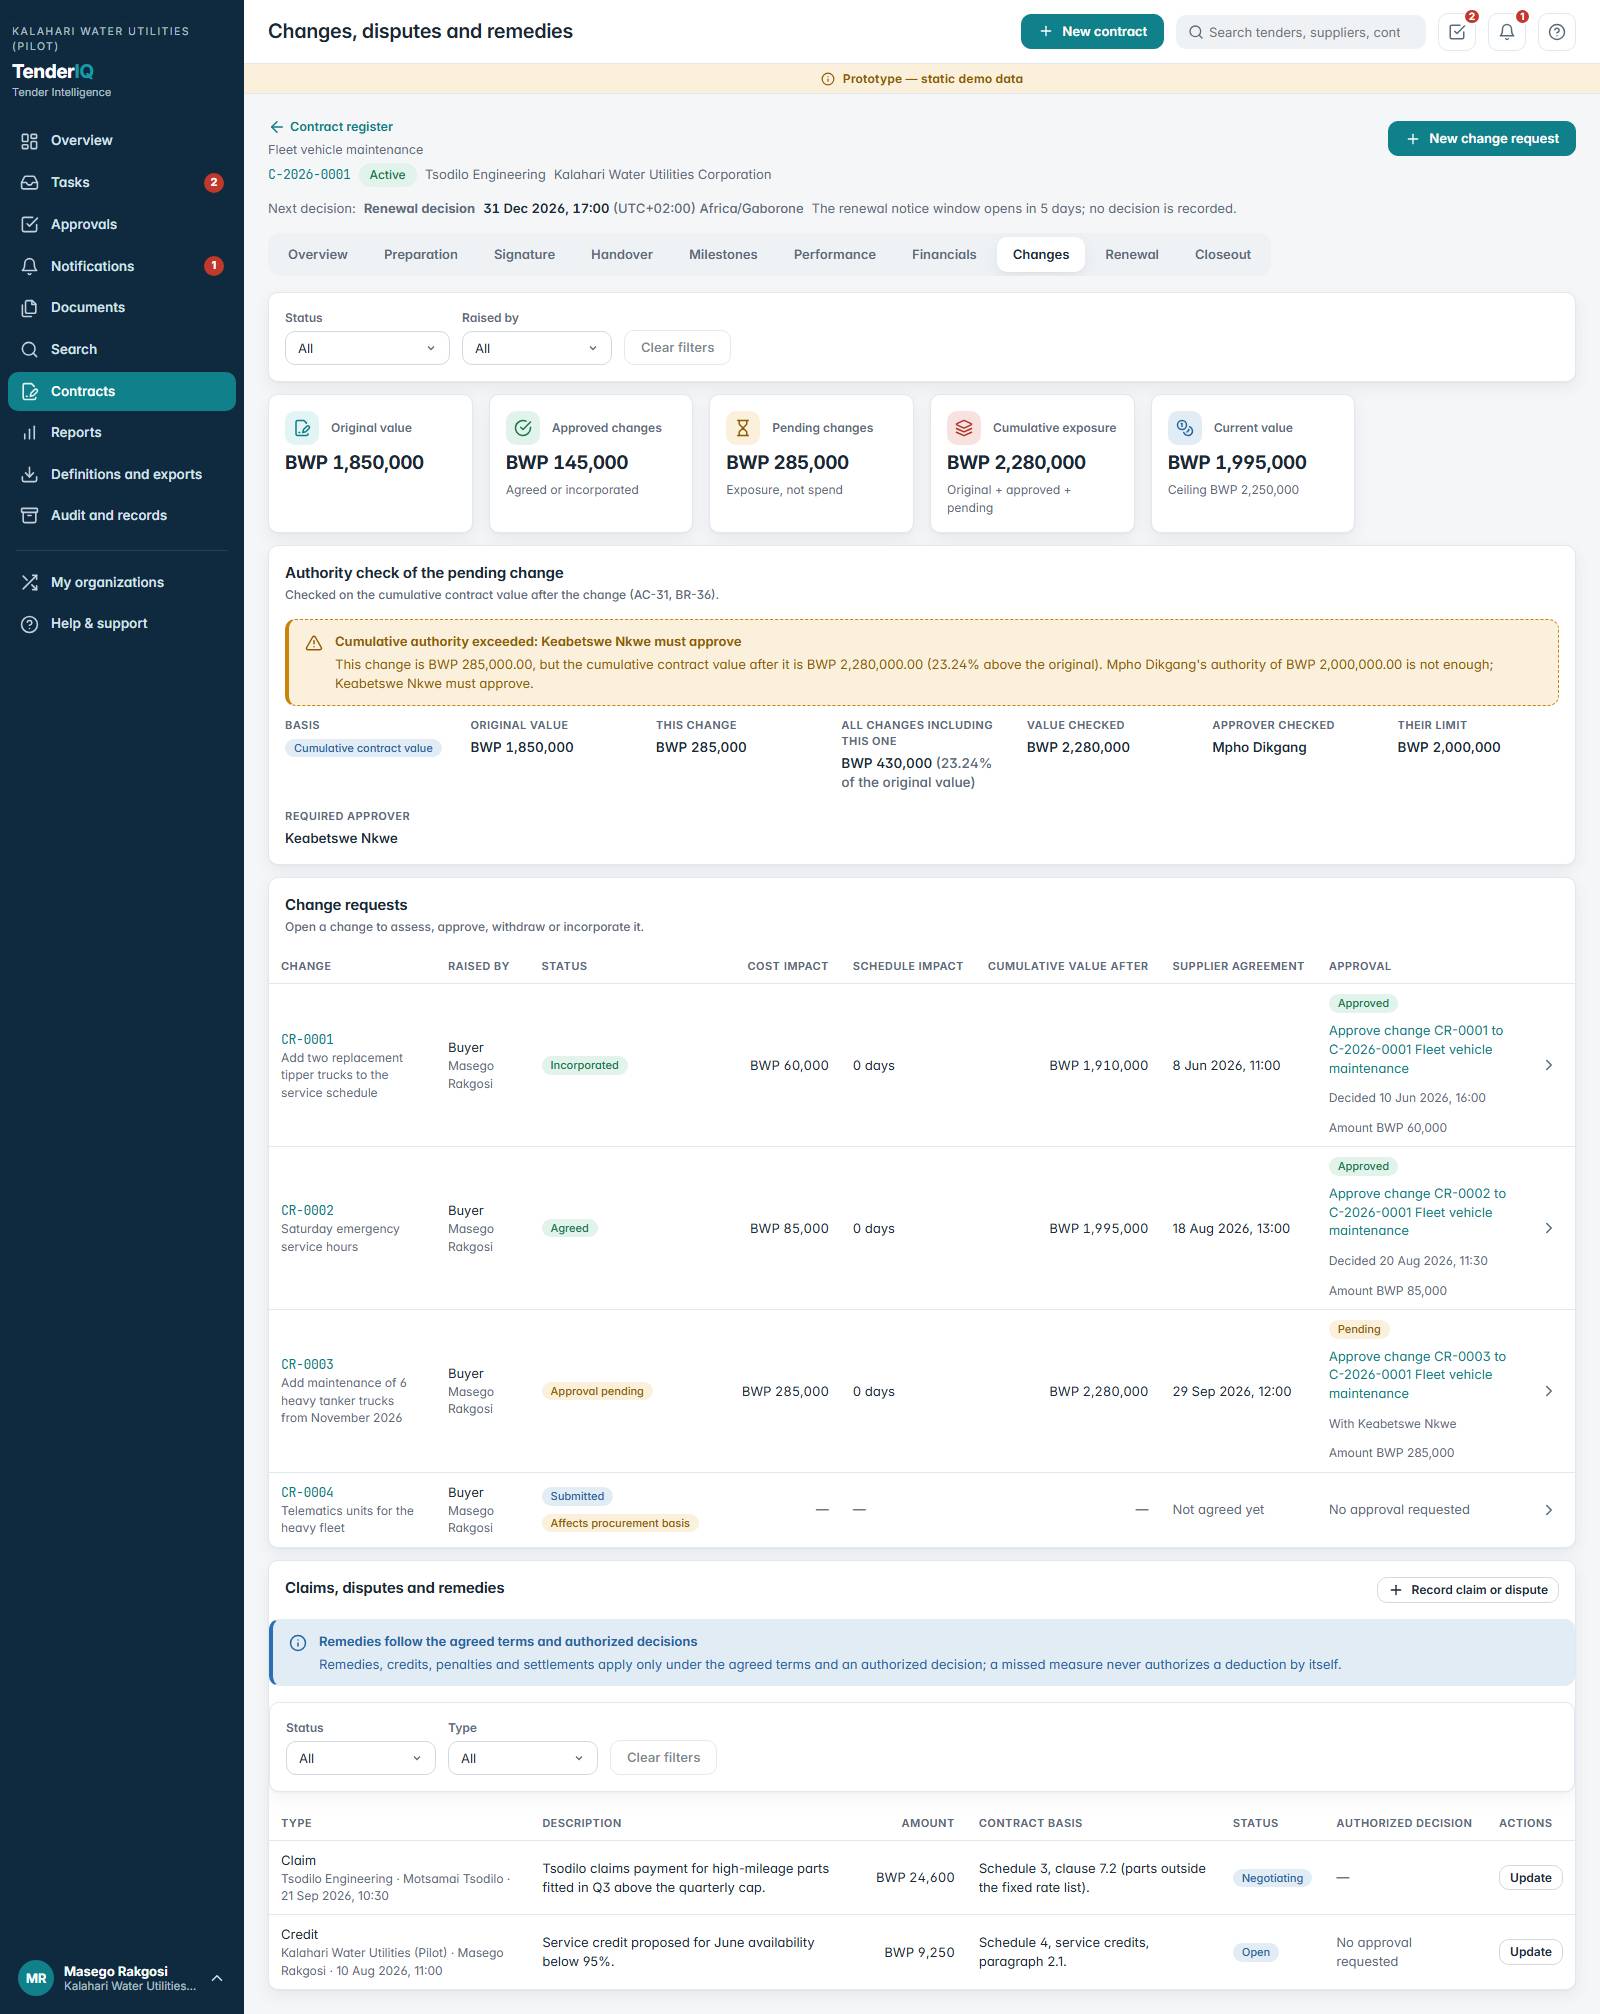 KALAHARI WATER UTILITIES
(PILOT)
TenderIQ
Tender Intelligence
Overview
Tasks
2
Approvals
Notifications
1
Documents
Search
Contracts
Reports
Definitions and exports
Audit and records
My organizations
Help & support
MR
Masego Rakgosi
Kalahari Water Utilities...
Changes, disputes and remedies
New contract
Search tenders, suppliers, cont
2
1
Prototype — static demo data
Contract register
New change request
Fleet vehicle maintenance
C-2026-0001 Active Tsodilo Engineering Kalahari Water Utilities Corporation
Next decision: Renewal decision 31 Dec 2026, 17:00 (UTC+02:00) Africa/Gaborone The renewal notice window opens in 5 days; no decision is recorded.
Overview Preparation Signature Handover Milestones Performance Financials Changes Renewal Closeout
Status Raised by
All All Clear filters
Original value
BWP 1,850,000
Approved changes
BWP 145,000
Agreed or incorporated
Pending changes
BWP 285,000
Exposure, not spend
Cumulative exposure
BWP 2,280,000
Original + approved +
pending
Current value
BWP 1,995,000
Ceiling BWP 2,250,000
Authority check of the pending change
Checked on the cumulative contract value after the change (AC-31, BR-36).
Cumulative authority exceeded: Keabetswe Nkwe must approve
This change is BWP 285,000.00, but the cumulative contract value after it is BWP 2,280,000.00 (23.24% above the original). Mpho Dikgang's authority of BWP 2,000,000.00 is not enough;
Keabetswe Nkwe must approve.
BASIS
Cumulative contract value
ORIGINAL VALUE
BWP 1,850,000
THIS CHANGE
BWP 285,000
ALL CHANGES INCLUDING
THIS ONE
BWP 430,000 (23.24%
of the original value)
VALUE CHECKED
BWP 2,280,000
APPROVER CHECKED
Mpho Dikgang
THEIR LIMIT
BWP 2,000,000
REQUIRED APPROVER
Keabetswe Nkwe
Change requests
Open a change to assess, approve, withdraw or incorporate it.
CHANGE RAISED BY STATUS COST IMPACT SCHEDULE IMPACT CUMULATIVE VALUE AFTER SUPPLIER AGREEMENT APPROVAL
CR-0001
Add two replacement
tipper trucks to the
service schedule
Buyer
Masego
Rakgosi
Incorporated
BWP 60,000
0 days
BWP 1,910,000
8 Jun 2026, 11:00
Approved
Approve change CR-0001 to
C-2026-0001 Fleet vehicle
maintenance
Decided 10 Jun 2026, 16:00
Amount BWP 60,000
CR-0002
Saturday emergency
service hours
Buyer
Masego
Rakgosi
Agreed
BWP 85,000
0 days
BWP 1,995,000
18 Aug 2026, 13:00
Approved
Approve change CR-0002 to
C-2026-0001 Fleet vehicle
maintenance
Decided 20 Aug 2026, 11:30
Amount BWP 85,000
CR-0003
Add maintenance of 6
heavy tanker trucks
from November 2026
Buyer
Masego
Rakgosi
Approval pending
BWP 285,000
0 days
BWP 2,280,000
29 Sep 2026, 12:00
Pending
Approve change CR-0003 to
C-2026-0001 Fleet vehicle
maintenance
With Keabetswe Nkwe
Amount BWP 285,000
CR-0004
Telematics units for the
heavy fleet
Buyer
Masego
Rakgosi
Submitted
Affects procurement basis
—
—
—
Not agreed yet
No approval requested
Claims, disputes and remedies
Record claim or dispute
Remedies follow the agreed terms and authorized decisions
Remedies, credits, penalties and settlements apply only under the agreed terms and an authorized decision; a missed measure never authorizes a deduction by itself.
Status Type
All All Clear filters
TYPE DESCRIPTION AMOUNT CONTRACT BASIS STATUS AUTHORIZED DECISION ACTIONS
Claim
Tsodilo Engineering · Motsamai Tsodilo ·
21 Sep 2026, 10:30
Tsodilo claims payment for high-mileage parts
fitted in Q3 above the quarterly cap.
BWP 24,600
Schedule 3, clause 7.2 (parts outside
the fixed rate list).
Negotiating
—
Update
Credit
Kalahari Water Utilities (Pilot) · Masego
Rakgosi · 10 Aug 2026, 11:00
Service credit proposed for June availability
below 95%.
BWP 9,250
Schedule 4, service credits,
paragraph 2.1.
Open
No approval
requested
Update